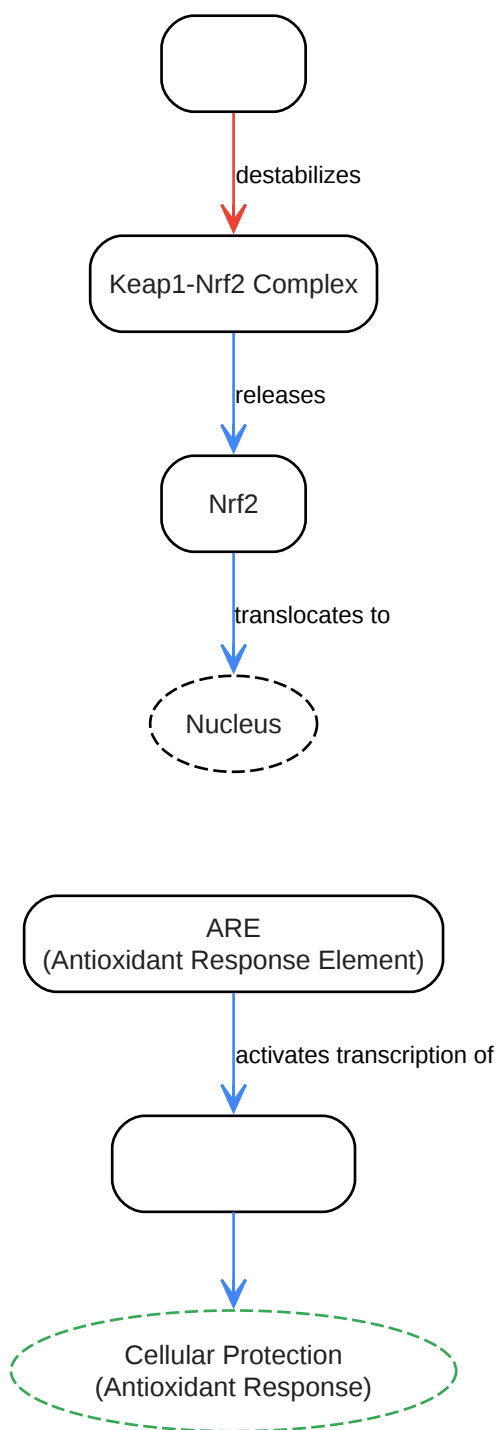 destabilizes
Keap1-Nrf2 Complex
releases
Nrf2
translocates to
Nucleus
ARE
(Antioxidant Response Element)
activates transcription of
Cellular Protection
(Antioxidant Response)